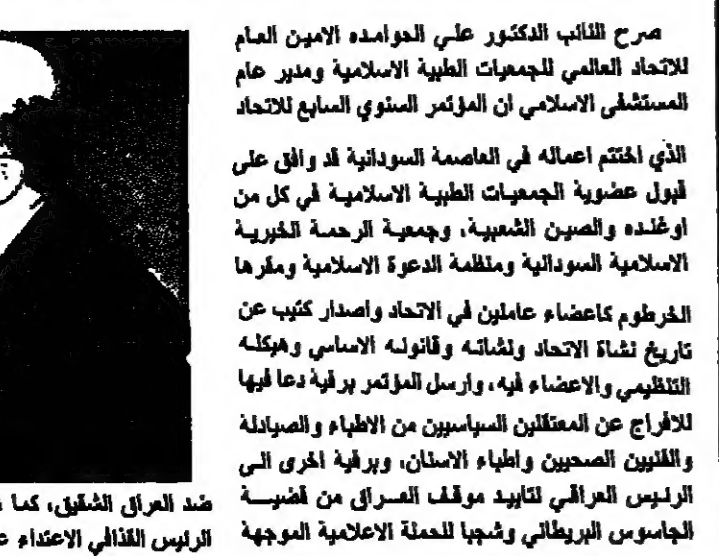 صرح النائب الدكتور علي الحوامده الامين العام
للاتحاد العالمي للجمعيات الطبية الاسلامية ومدير عام
المستشفى الاسلامي ان المؤتمر السنوي السابع للاتحاد
الذي اختتم اعماله في العاصمة السودانية قد وافق على
قبول عضوية الجمعيات الطبية الاسلامية في كل من
اوغنده والصين الشعبية، وجمعية الرحمة الخيرية
الاسلامية السودانية ومنظمة الدعوة الاسلامية ومقرها
الخرطوم كاعضاء عاملين في الاتحاد واصدار كتيب عن
تاريخ نشاة الاتحاد ونشاته وقانونه الاساسي وهيكله
التنظيمي والاعضاء فيه، وارسل المؤتمر برقية دعا فيها
للافراج عن المعتقلين السياسيين من الاطباء والصيادلة
والفنيين الصحيين واطباء الاسنان، وبرقية اخرى الى
الرئيس العراقي لتاييد موقف العسراق من قضيسة
الجاسوس البريطاني وشجبا للحملة الاعلامية الموجهة
ضد العراق الشقيق، كما
الرئيس القذافي الاعتداء